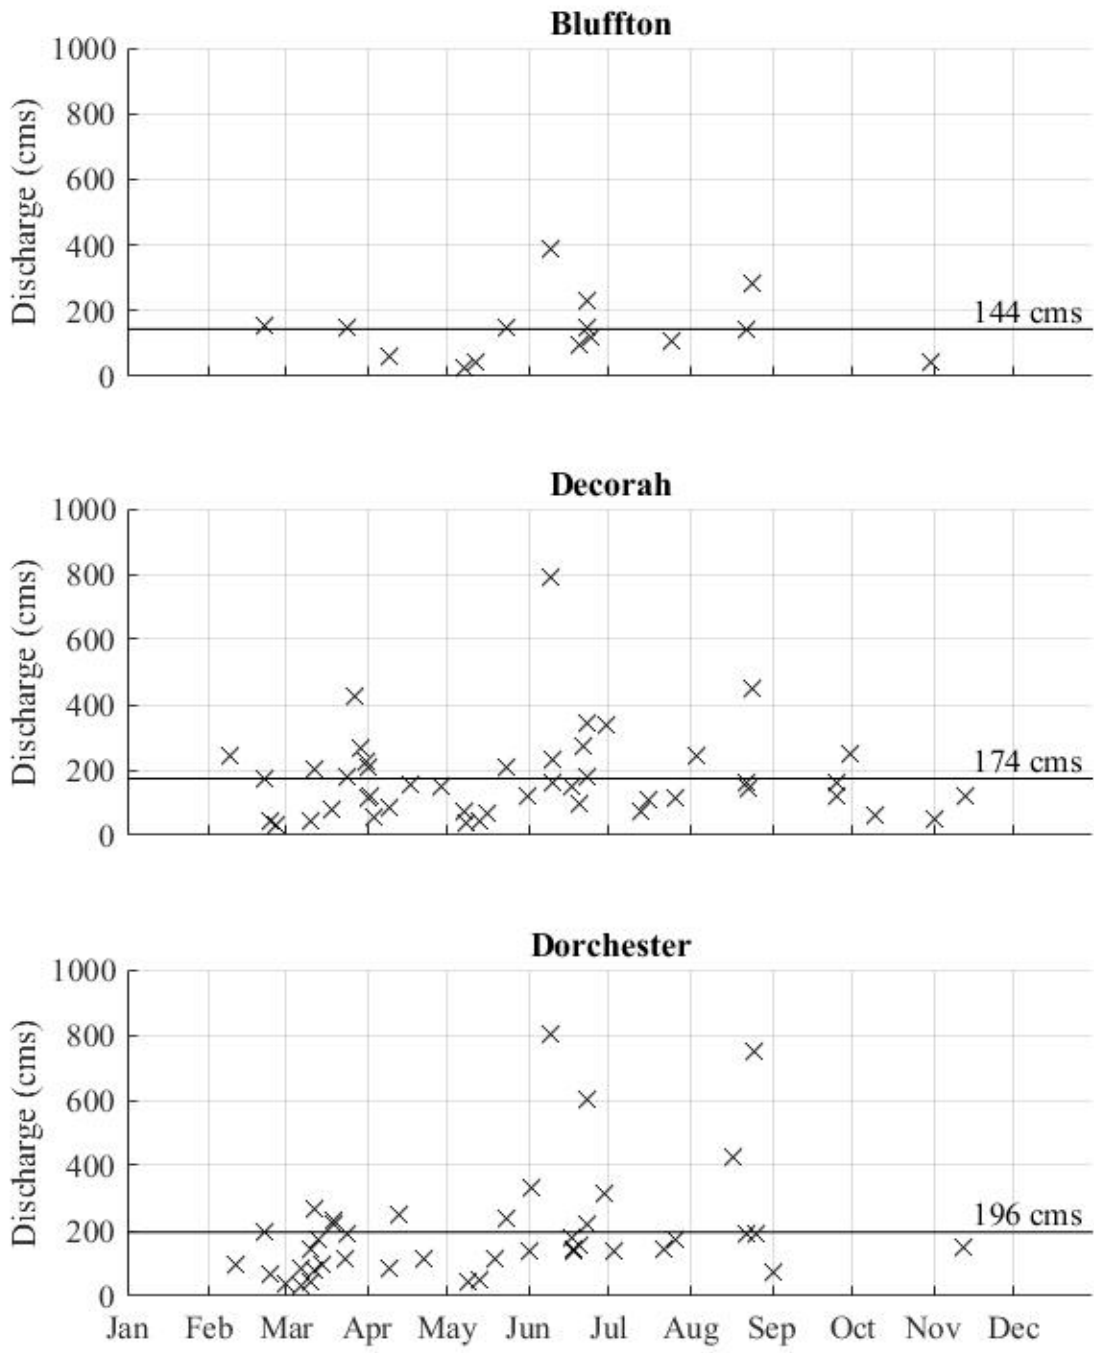 Bluffton
1000
800
600
400
200
0
Discharge (cms)
144 cms
Decorah
1000
800
600
400
200
0
Discharge (cms)
174 cms
Dorchester
1000
800
600
400
200
0
Discharge (cms)
196 cms
Jan Feb Mar Apr May Jun Jul Aug Sep Oct Nov Dec